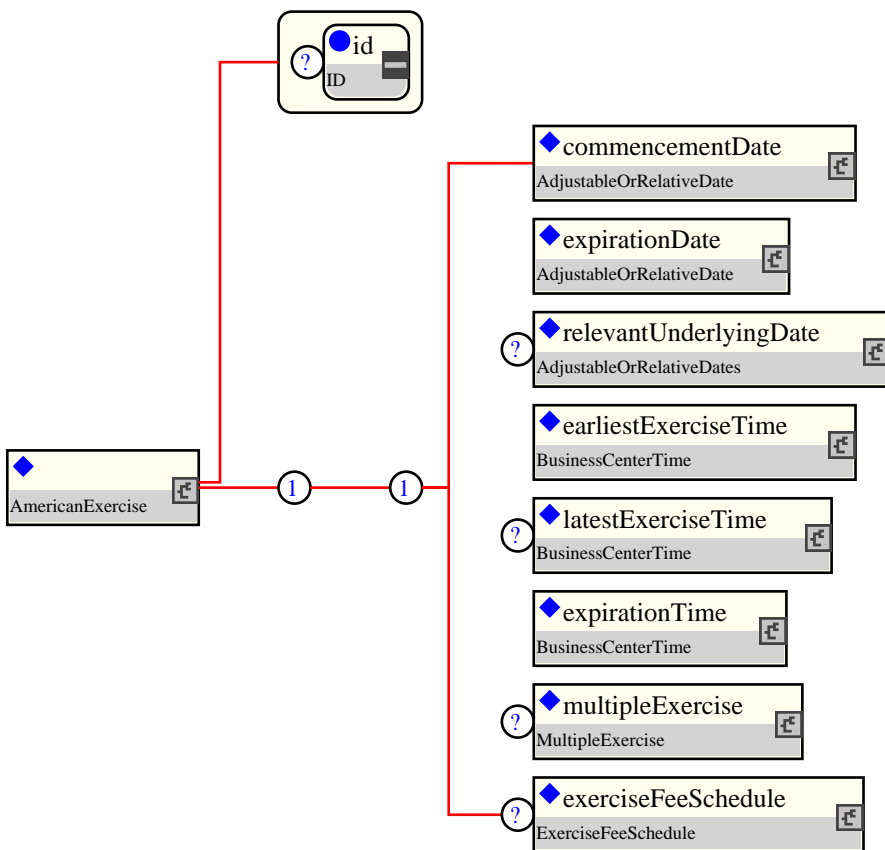 id
?
ID
commencementDate
AdjustableOrRelativeDate
expirationDate
AdjustableOrRelativeDate
relevantUnderlyingDate
?
AdjustableOrRelativeDates
earliestExerciseTime
BusinessCenterTime
AmericanExercise
1
1
latestExerciseTime
?
BusinessCenterTime
expirationTime
BusinessCenterTime
multipleExercise
?
MultipleExercise
exerciseFeeSchedule
?
ExerciseFeeSchedule